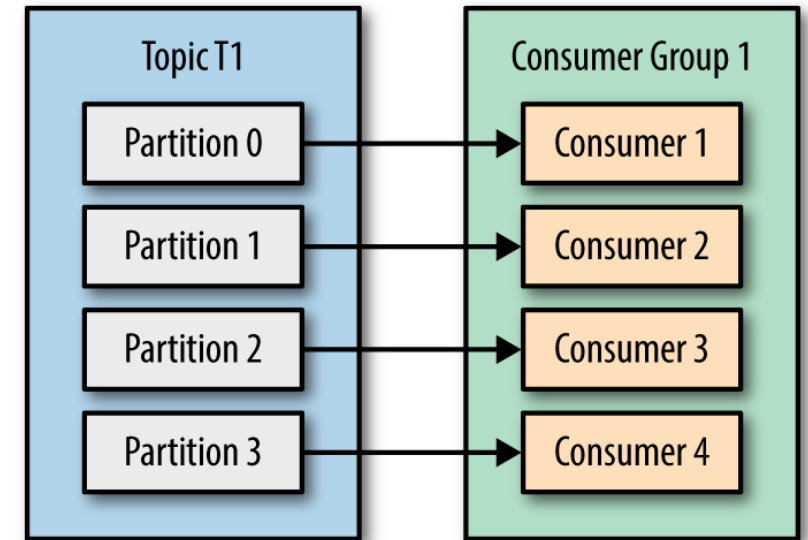 Topic T1
Partition 0
Partition 1
Partition 2
Partition 3
Consumer Group 1
Consumer 1
Consumer 2
Consumer 3
Consumer 4